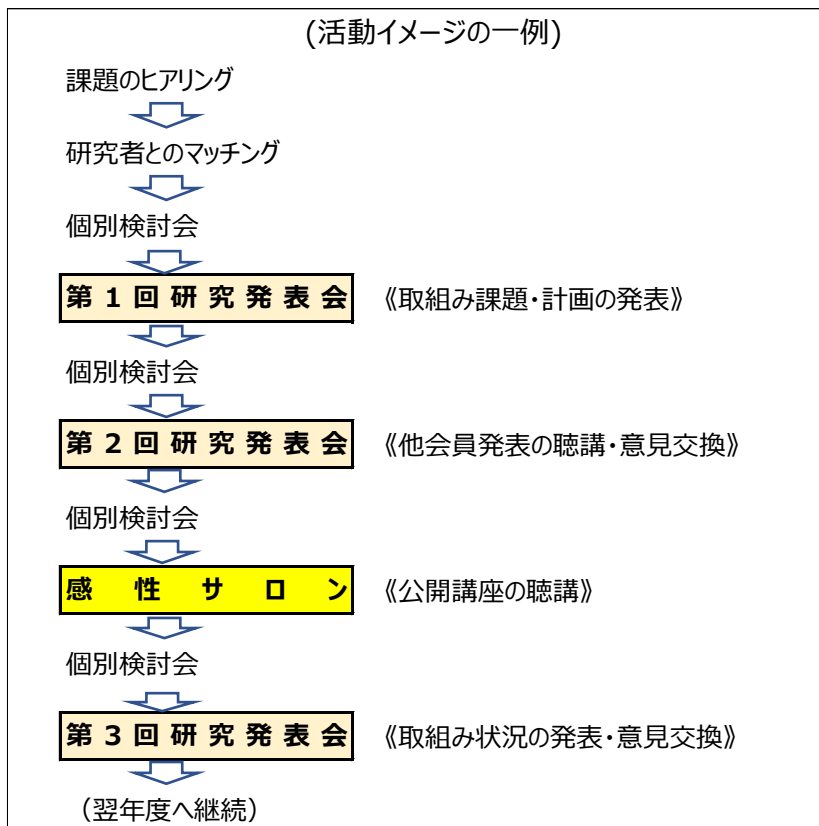 (活動イメージの一例)
課題のヒアリング
研究者とのマッチング
個別検討会
第1回研究発表会 《取組み課題・計画の発表》
個別検討会
第2回研究発表会 《他会員発表の聴講・意見交換》
個別検討会
感性サロン 《公開講座の聴講》
個別検討会
第3回研究発表会 《取組み状況の発表・意見交換》
(翌年度へ継続)